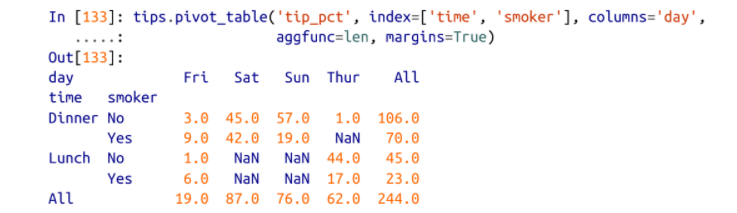 In [133]: tips.pivot_table('tip_pct', index=['time', 'smoker'], columns='day',
   .....:                  aggfunc=len, margins=True)
Out[133]:
day             Fri   Sat   Sun  Thur    All
time   smoker
Dinner No       3.0  45.0  57.0   1.0  106.0
       Yes      9.0  42.0  19.0   NaN   70.0
Lunch  No       1.0   NaN   NaN  44.0   45.0
       Yes      6.0   NaN   NaN  17.0   23.0
All            19.0  87.0  76.0  62.0  244.0